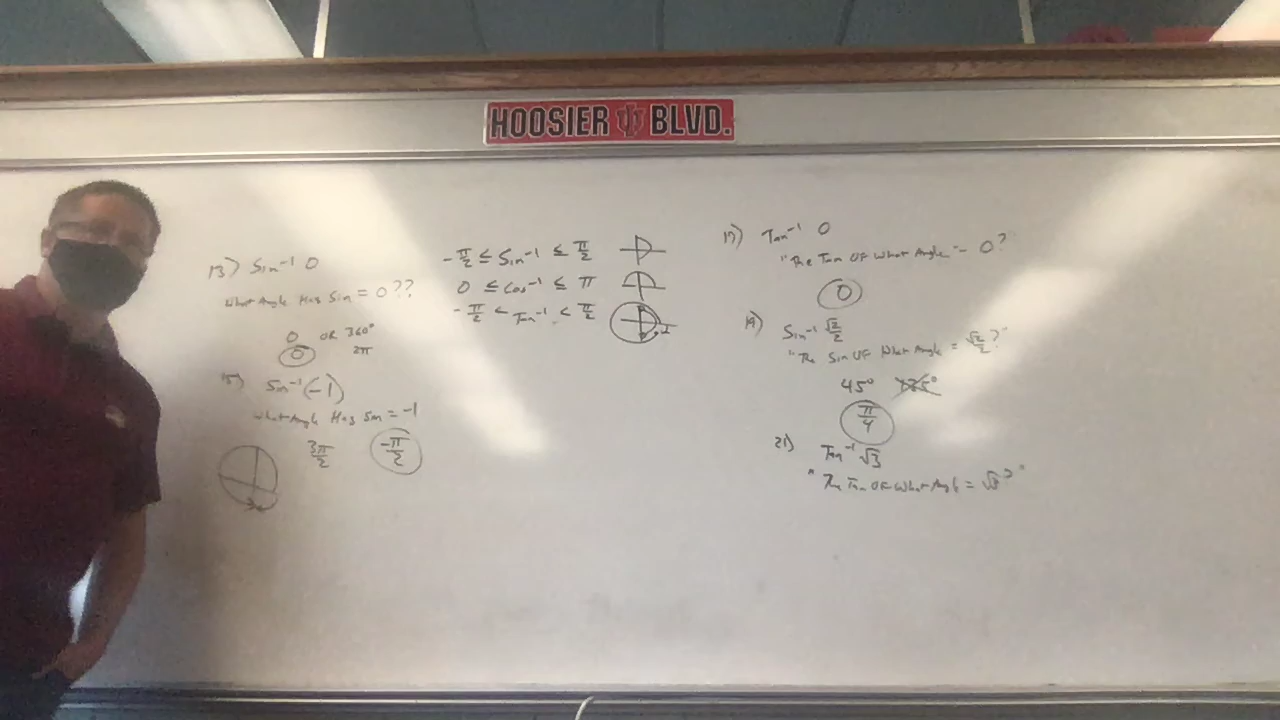 HOOSIER BLVD.
13) Sin⁻¹ 0
What Angle Has Sin = 0??
0 OR 360°
0 2π
15) Sin⁻¹(-1)
What Angle Has Sin = -1
3π/2 -π/2
-π/2 ≤ Sin⁻¹ ≤ π/2
0 ≤ Cos⁻¹ ≤ π
-π/2 < Tan⁻¹ < π/2
17) Tan⁻¹ 0
"The Tan OF What Angle = 0?"
0
19) Sin⁻¹ √2/2
"The Sin OF What Angle = √2/2?"
45°
π/4
21) Tan⁻¹ √3
"The Tan OF What Angle = √3?"